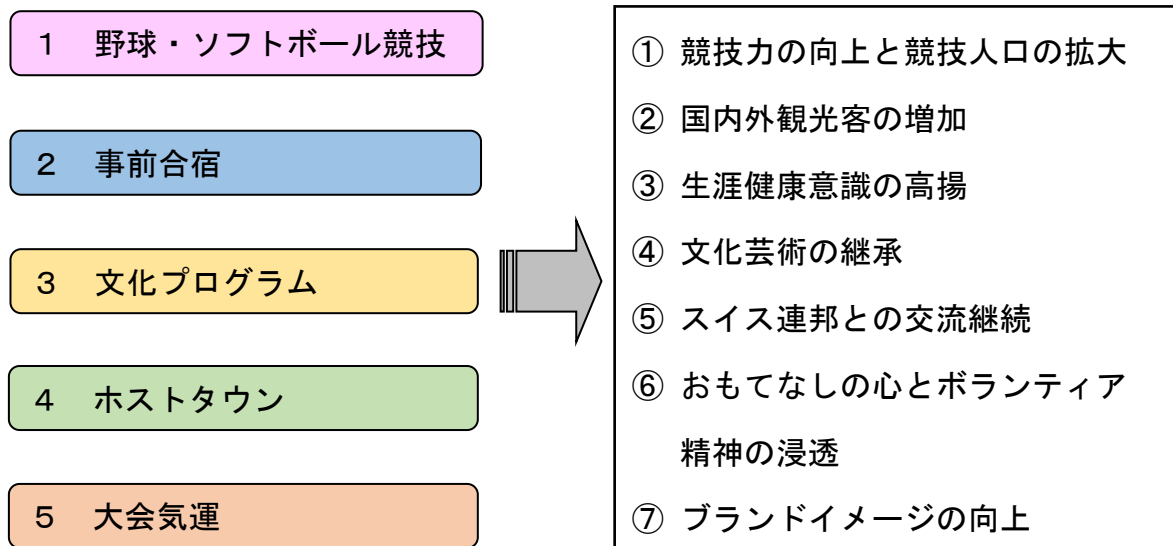 １　野球・ソフトボール競技
２　事前合宿
３　文化プログラム
４　ホストタウン
５　大会気運
① 競技力の向上と競技人口の拡大
② 国内外観光客の増加
③ 生涯健康意識の高揚
④ 文化芸術の継承
⑤ スイス連邦との交流継続
⑥ おもてなしの心とボランティア
精神の浸透
⑦ ブランドイメージの向上